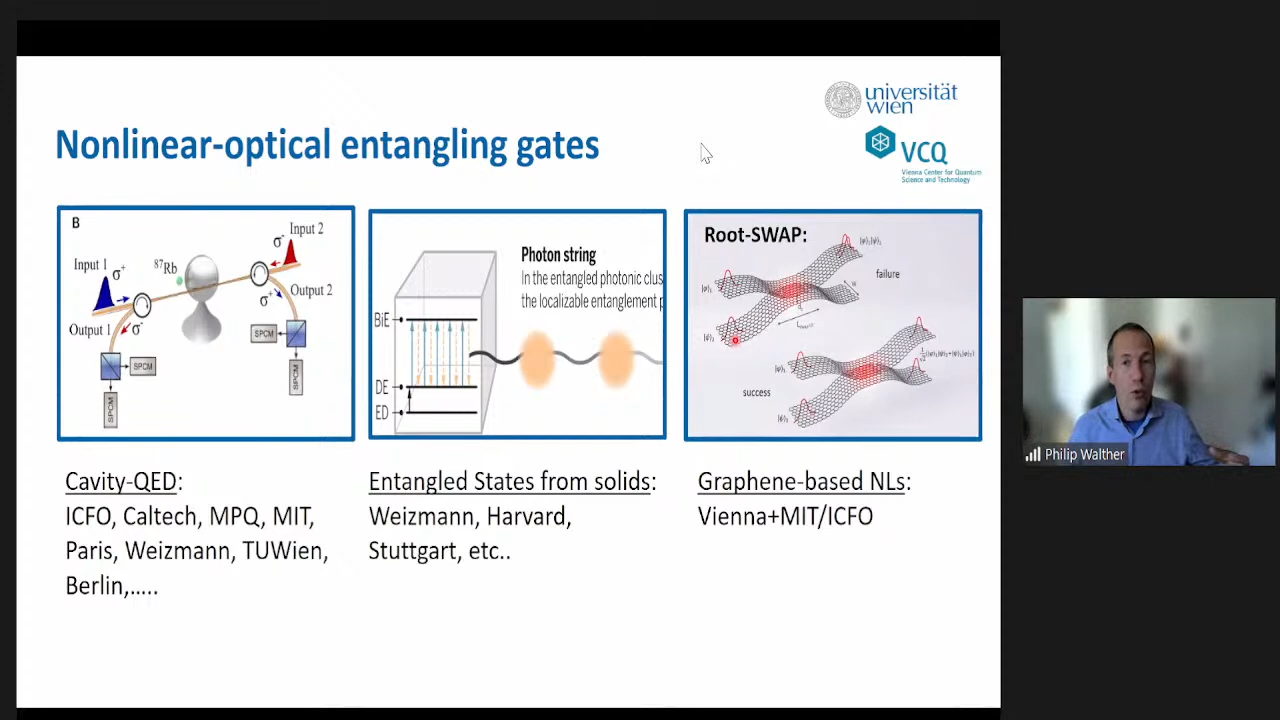 universität
wien
VCQ
Vienna Center for Quantum
Science and Technology
Nonlinear-optical entangling gates
B
Input 1
σ+
87Rb
σ-
Input 2
Output 1
σ-
σ+
Output 2
SPCM
SPCM
SPCM
SPCM
Photon string
In the entangled photonic clus
the localizable entanglement p
BiE
DE
ED
Root-SWAP:
failure
success
Cavity-QED:
ICFO, Caltech, MPQ, MIT,
Paris, Weizmann, TUWien,
Berlin,.....
Entangled States from solids:
Weizmann, Harvard,
Stuttgart, etc..
Graphene-based NLs:
Vienna+MIT/ICFO
Philip Walther